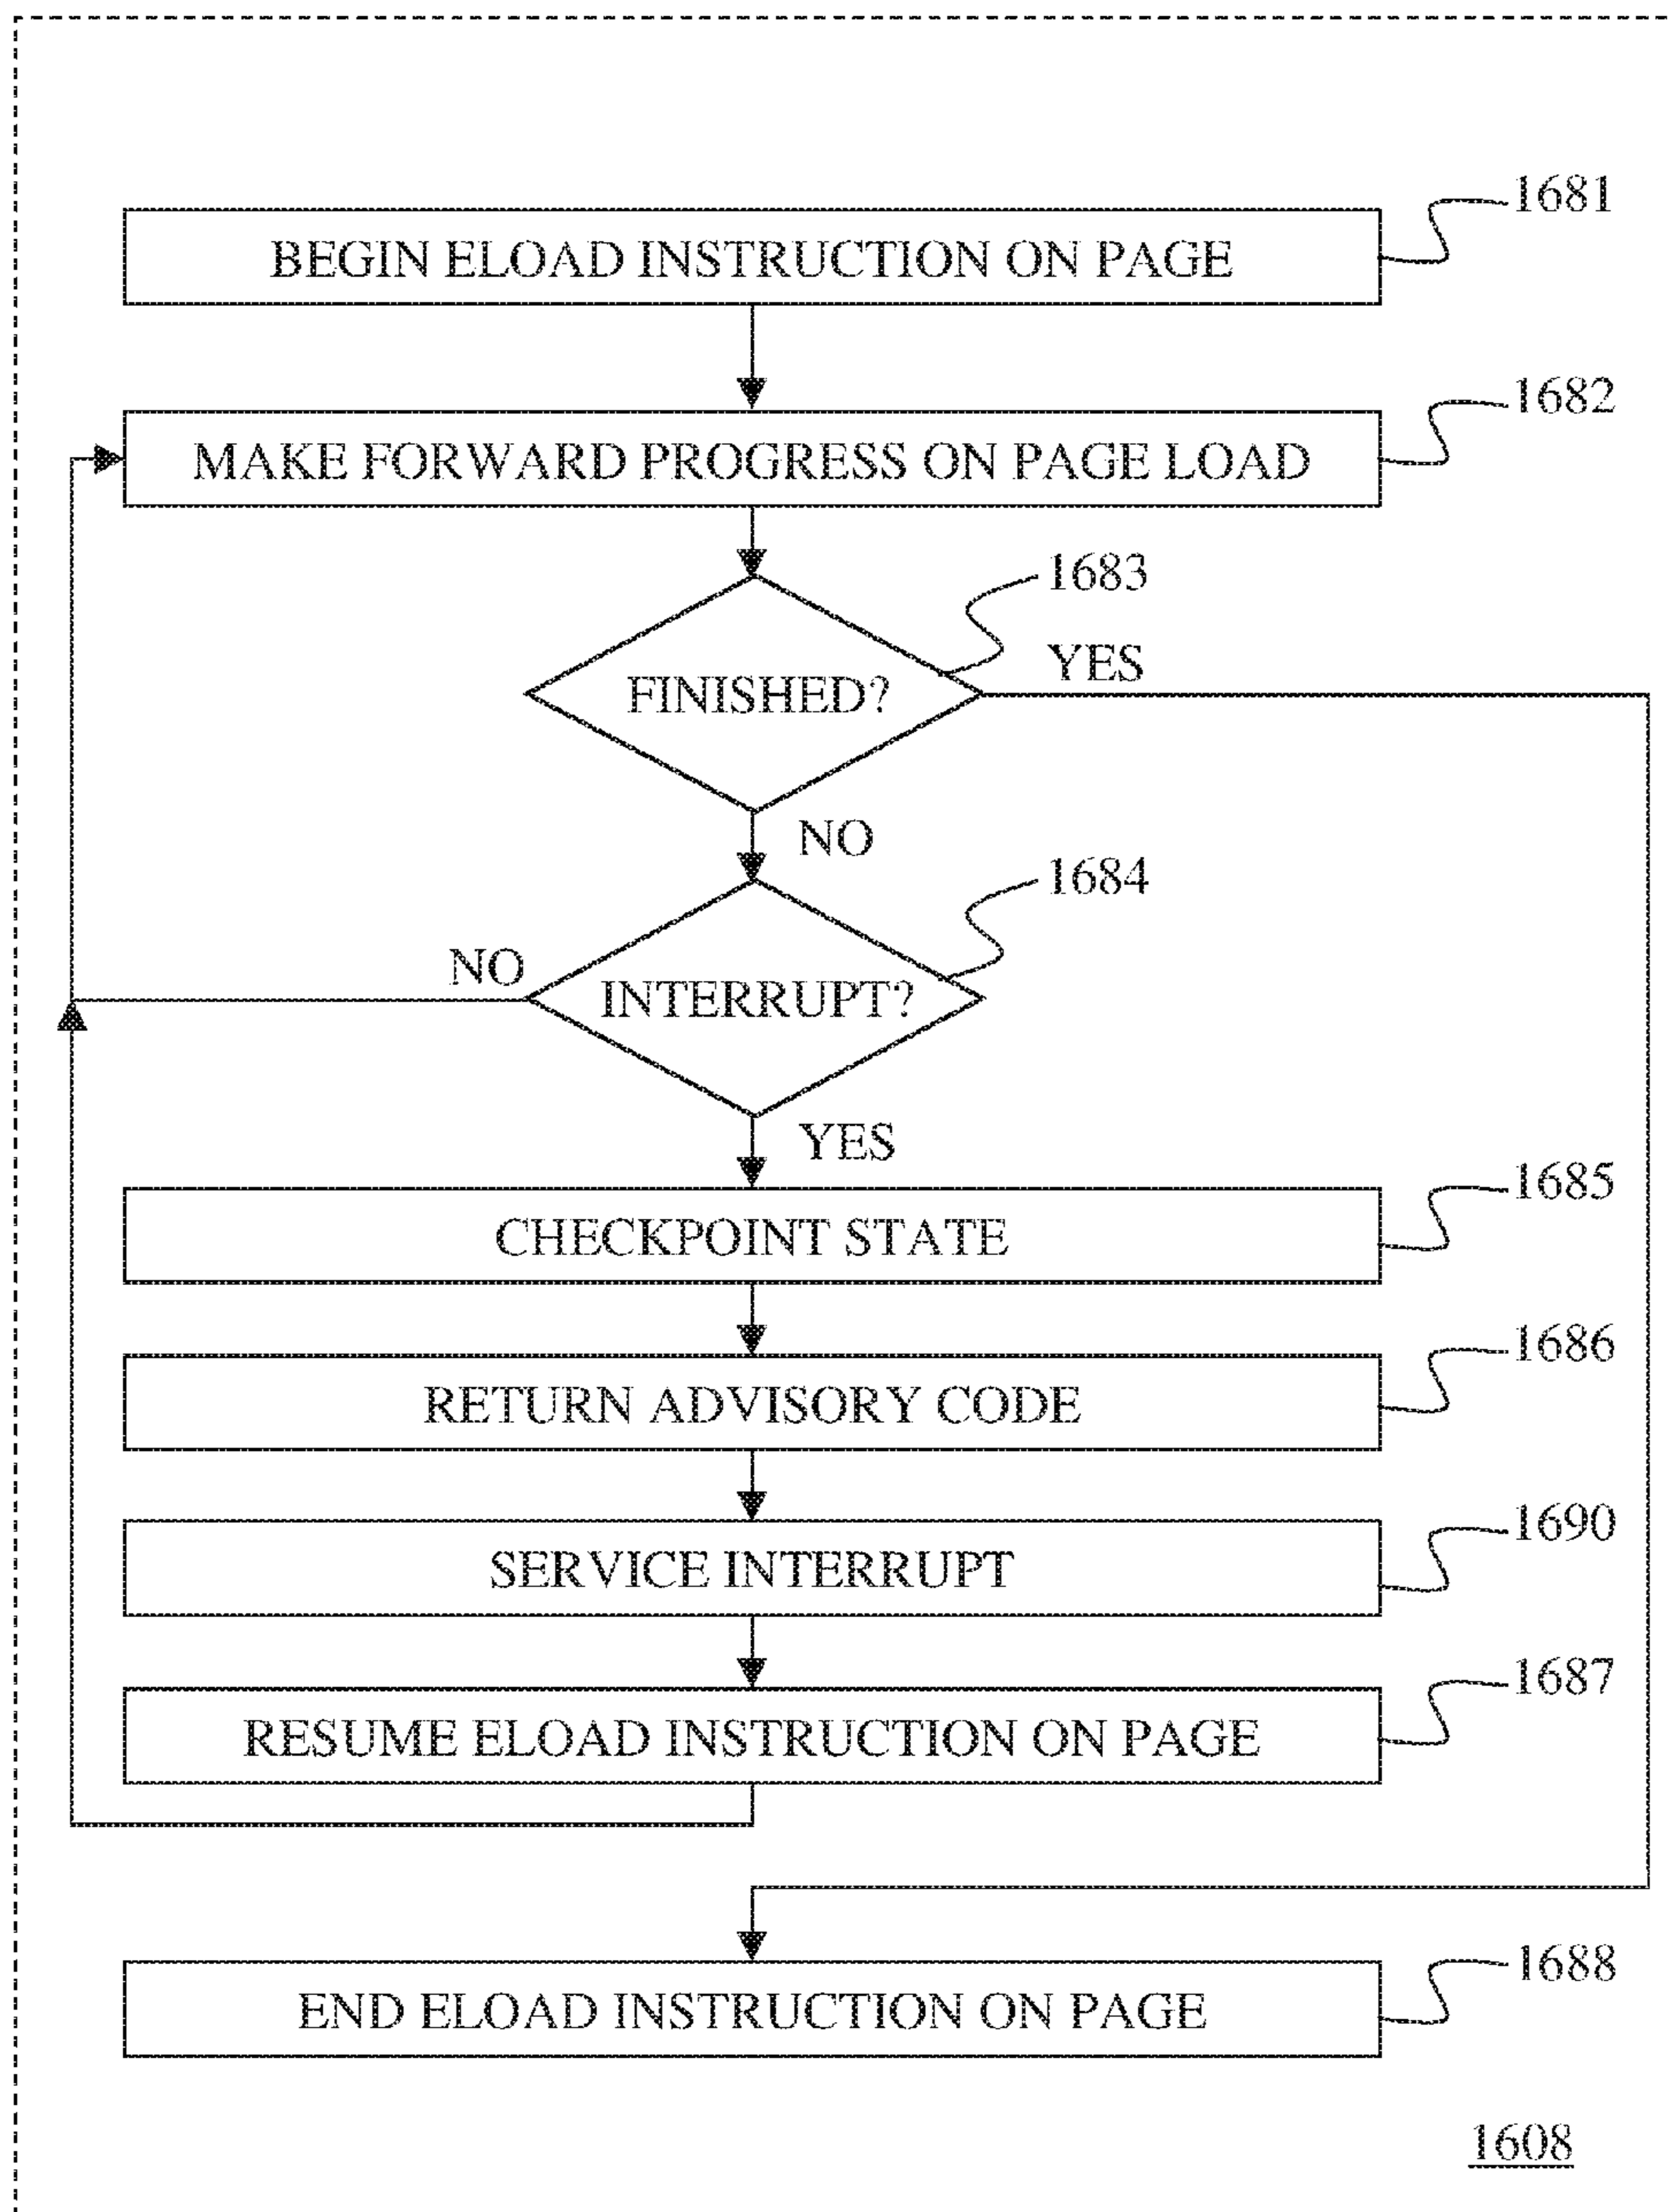 1681
BEGIN ELOAD INSTRUCTION ON PAGE
1682
MAKE FORWARD PROGRESS ON PAGE LOAD
1683
YES
FINISHED?
NO
1684
NO
INTERRUPT?
YES
1685
CHECKPOINT STATE
1686
RETURN ADVISORY CODE
1690
SERVICE INTERRUPT
1687
RESUME ELOAD INSTRUCTION ON PAGE
1688
END ELOAD INSTRUCTION ON PAGE
1608